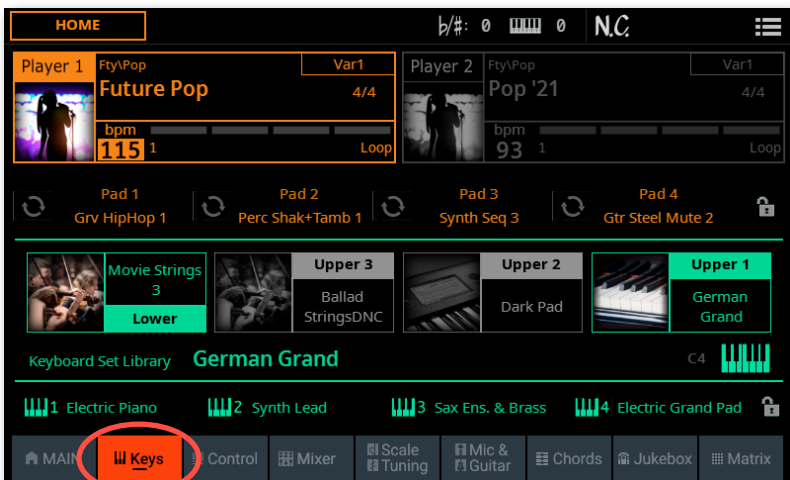 HOME
♭/#: 0 0 N.C.
Player 1 Fty\Pop Var1
Future Pop 4/4
bpm
115 1 Loop
Player 2 Fty\Pop Var1
Pop '21 4/4
bpm
93 1 Loop
Pad 1
Grv HipHop 1
Pad 2
Perc Shak+Tamb 1
Pad 3
Synth Seq 3
Pad 4
Gtr Steel Mute 2
Movie Strings
3
Lower
Upper 3
Ballad
StringsDNC
Upper 2
Dark Pad
Upper 1
German
Grand
Keyboard Set Library German Grand C4
1 Electric Piano 2 Synth Lead 3 Sax Ens. & Brass 4 Electric Grand Pad
MAIN Keys Control Mixer Scale Tuning Mic & Guitar Chords Jukebox Matrix